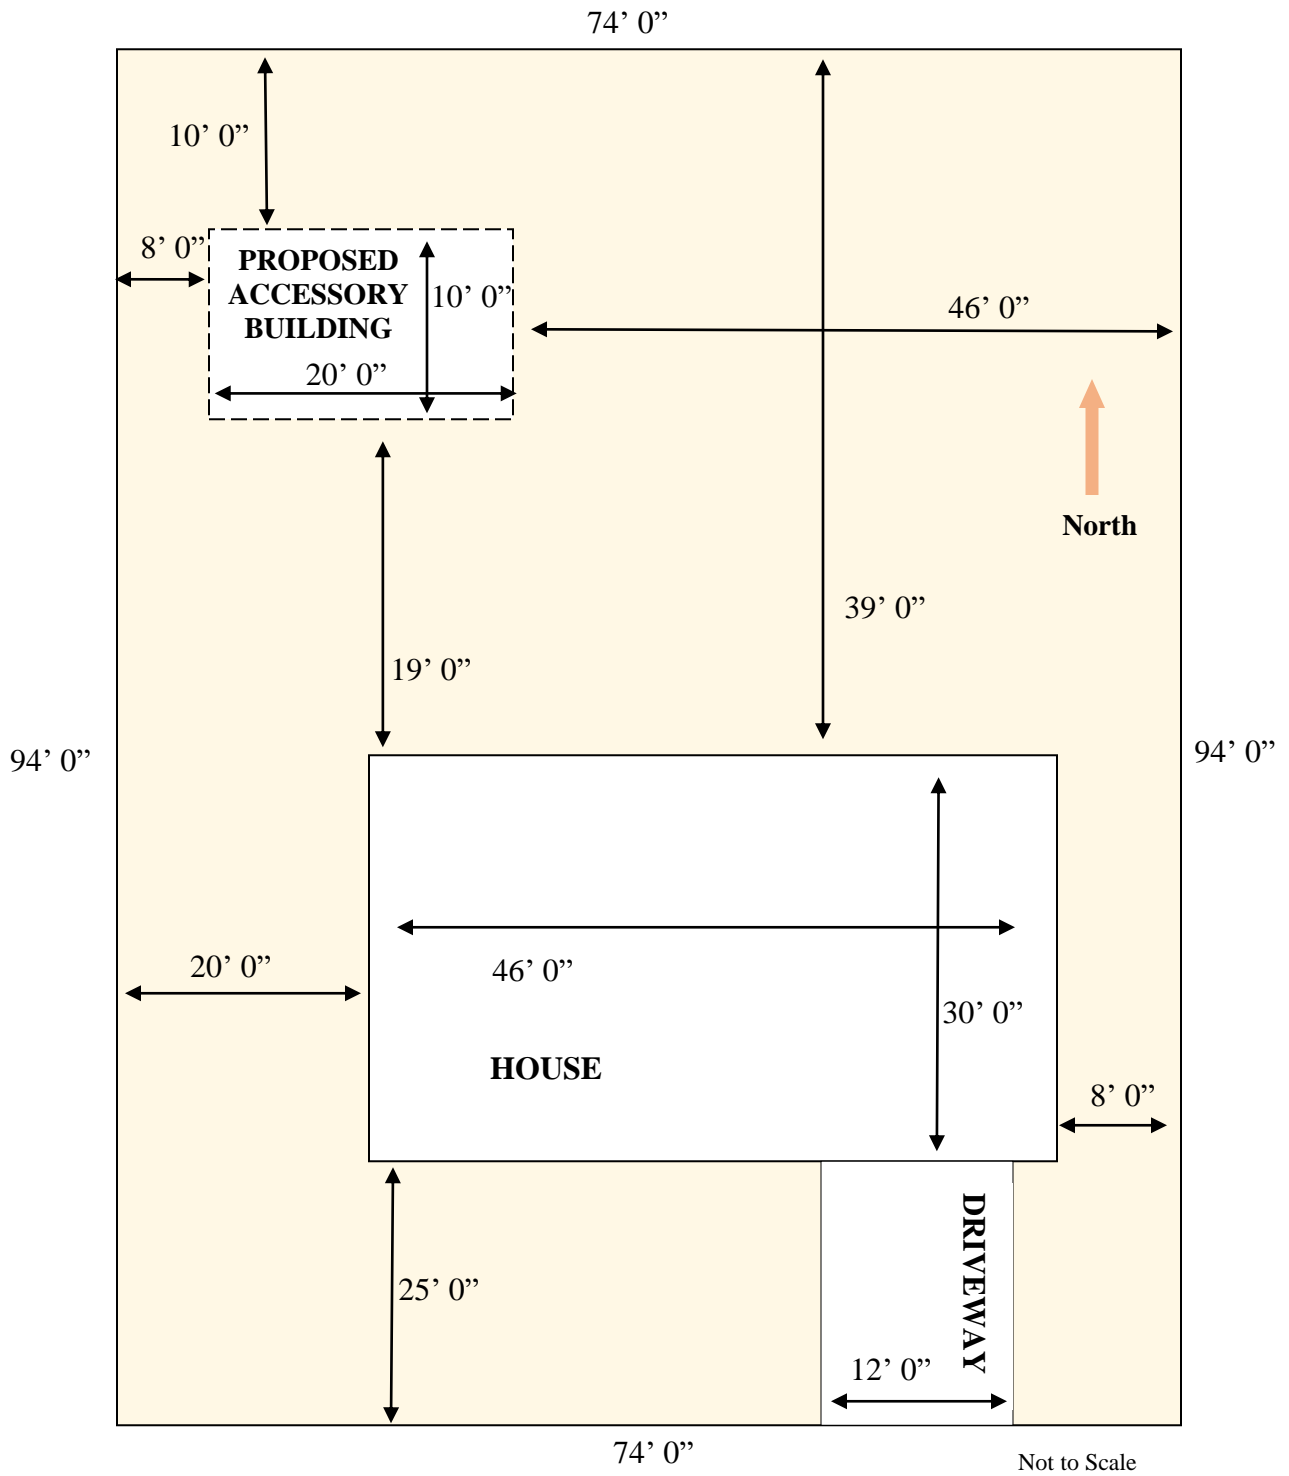 74’ 0”
10’ 0”
8’ 0”
PROPOSED
ACCESSORY
BUILDING
10’ 0”
20’ 0”
46’ 0”
North
39’ 0”
19’ 0”
94’ 0”
94’ 0”
20’ 0”
46’ 0”
30’ 0”
HOUSE
8’ 0”
25’ 0”
DRIVEWAY
12’ 0”
74’ 0”
Not to Scale